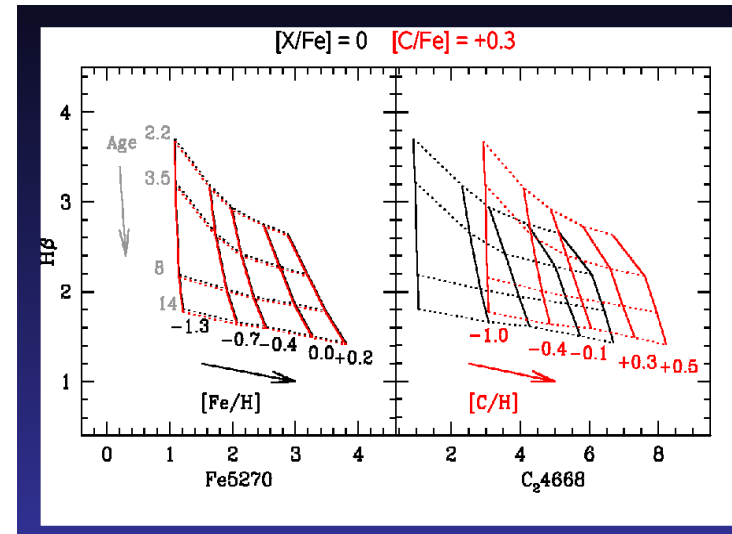 [X/Fe] = 0 [C/Fe] = +0.3
4
3
2
1
Hβ
Age
2.2
3.5
8
14
−1.3
−0.7
−0.4
0.0
+0.2
[Fe/H]
−1.0
−0.4
−0.1
+0.3
+0.5
[C/H]
0 1 2 3 4
2 4 6 8
Fe5270
C₂4668